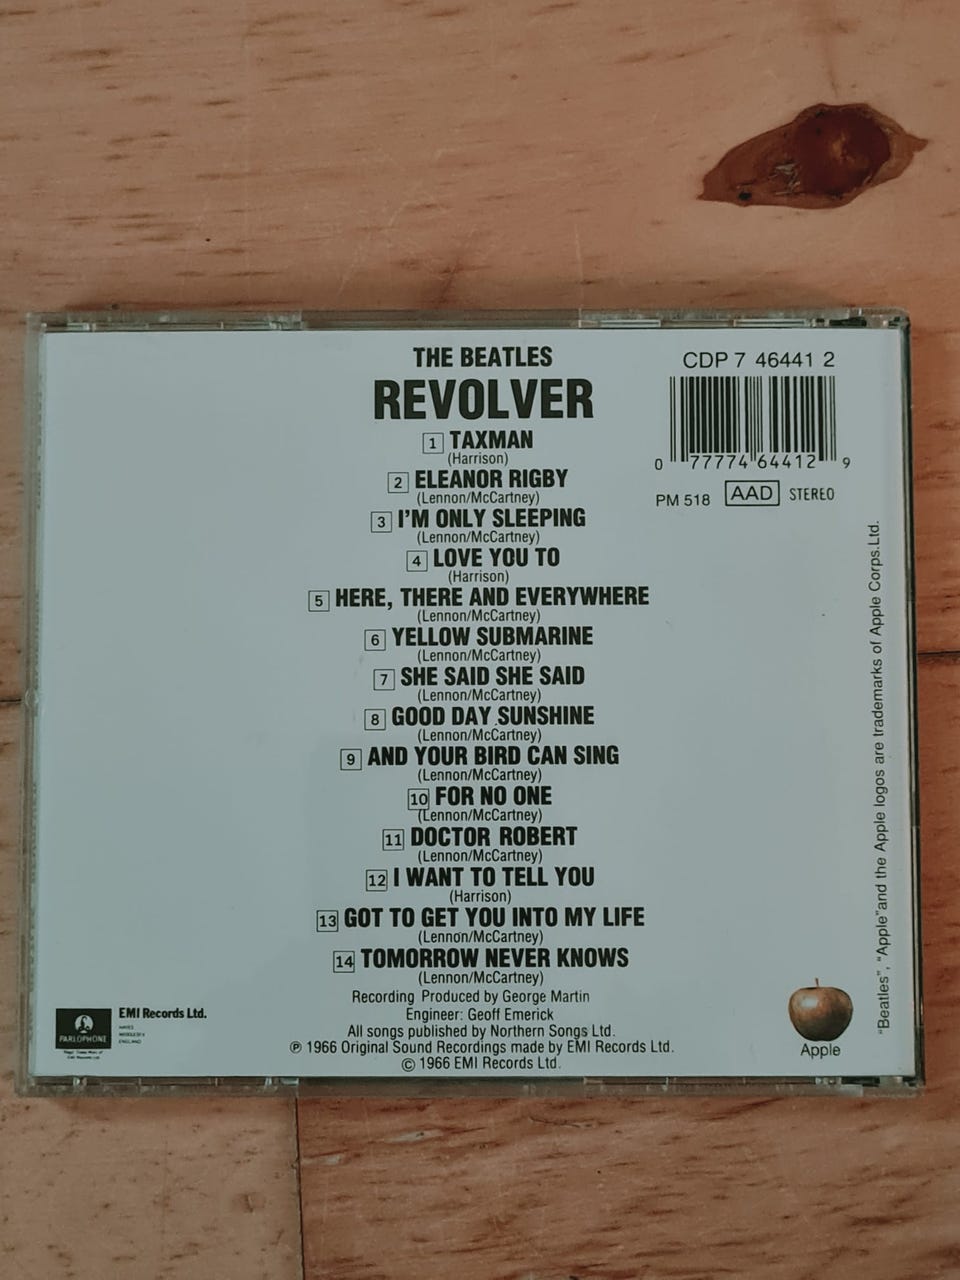 THE BEATLES
REVOLVER
1 TAXMAN
(Harrison)
2 ELEANOR RIGBY
(Lennon/McCartney)
3 I'M ONLY SLEEPING
(Lennon/McCartney)
4 LOVE YOU TO
(Harrison)
5 HERE, THERE AND EVERYWHERE
(Lennon/McCartney)
6 YELLOW SUBMARINE
(Lennon/McCartney)
7 SHE SAID SHE SAID
(Lennon/McCartney)
8 GOOD DAY SUNSHINE
(Lennon/McCartney)
9 AND YOUR BIRD CAN SING
(Lennon/McCartney)
10 FOR NO ONE
(Lennon/McCartney)
11 DOCTOR ROBERT
(Lennon/McCartney)
12 I WANT TO TELL YOU
(Harrison)
13 GOT TO GET YOU INTO MY LIFE
(Lennon/McCartney)
14 TOMORROW NEVER KNOWS
(Lennon/McCartney)
Recording Produced by George Martin
Engineer: Geoff Emerick
All songs published by Northern Songs Ltd.
℗ 1966 Original Sound Recordings made by EMI Records Ltd.
© 1966 EMI Records Ltd.
CDP 7 46441 2
0 77774 64412 9
PM 518 AAD STEREO
"Beatles", "Apple" and the Apple logos are trademarks of Apple Corps.Ltd.
PARLOPHONE
EMI Records Ltd.
HAYES
MIDDLESEX
ENGLAND
Apple